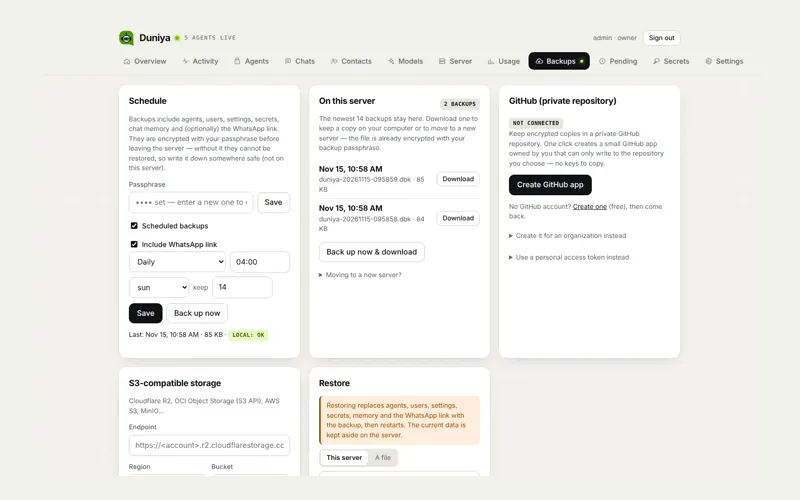 Duniya
5 AGENTS LIVE
admin · owner
Sign out
Overview
Activity
Agents
Chats
Contacts
Models
Server
Usage
Backups
Pending
Secrets
Settings
Schedule
Backups include agents, users, settings, secrets,
chat memory and (optionally) the WhatsApp link.
They are encrypted with your passphrase before
leaving the server — without it they cannot be
restored, so write it down somewhere safe (not on
this server).
Passphrase
•••• set — enter a new one to c
Save
Scheduled backups
Include WhatsApp link
Daily
04:00
sun
keep
14
Save
Back up now
Last: Nov 15, 10:58 AM · 85 KB ·
LOCAL: OK
On this server
2 BACKUPS
The newest 14 backups stay here. Download one to
keep a copy on your computer or to move to a new
server — the file is already encrypted with your
backup passphrase.
Nov 15, 10:58 AM
duniya-20261115-095859.dbk · 85
KB
Download
Nov 15, 10:58 AM
duniya-20261115-095858.dbk · 84
KB
Download
Back up now & download
Moving to a new server?
GitHub (private repository)
NOT CONNECTED
Keep encrypted copies in a private GitHub
repository. One click creates a small GitHub app
owned by you that can only write to the repository
you choose — no keys to copy.
Create GitHub app
No GitHub account? Create one (free), then come
back.
Create it for an organization instead
Use a personal access token instead
S3-compatible storage
Cloudflare R2, OCI Object Storage (S3 API), AWS
S3, MinIO…
Endpoint
https://<account>.r2.cloudflarestorage.cc
Region
Bucket
Restore
Restoring replaces agents, users, settings,
secrets, memory and the WhatsApp link with
the backup, then restarts. The current data is
kept aside on the server.
This server
A file